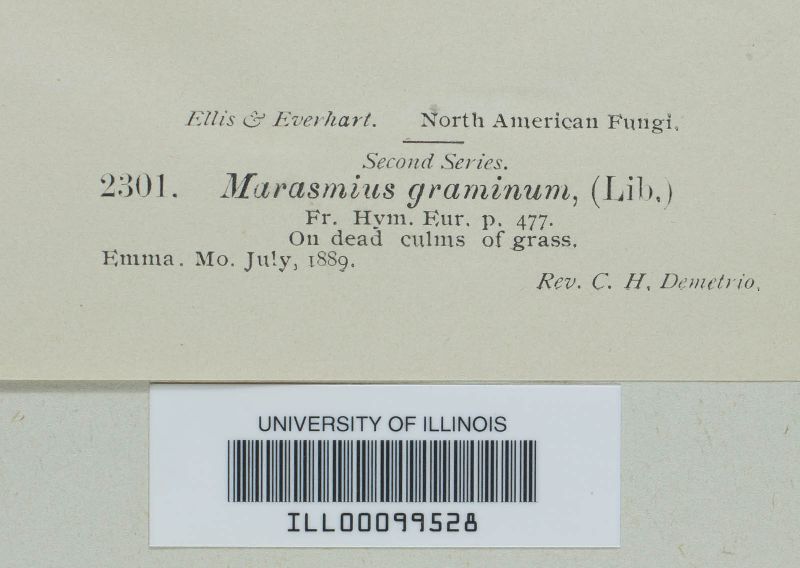 Ellis & Everhart. North American Fungi.
Second Series.
2301. Marasmius graminum, (Lib.)
Fr. Hym. Eur. p. 477.
On dead culms of grass.
Emma. Mo. July, 1889.
Rev. C. H. Demetrio.
UNIVERSITY OF ILLINOIS
ILL00099528